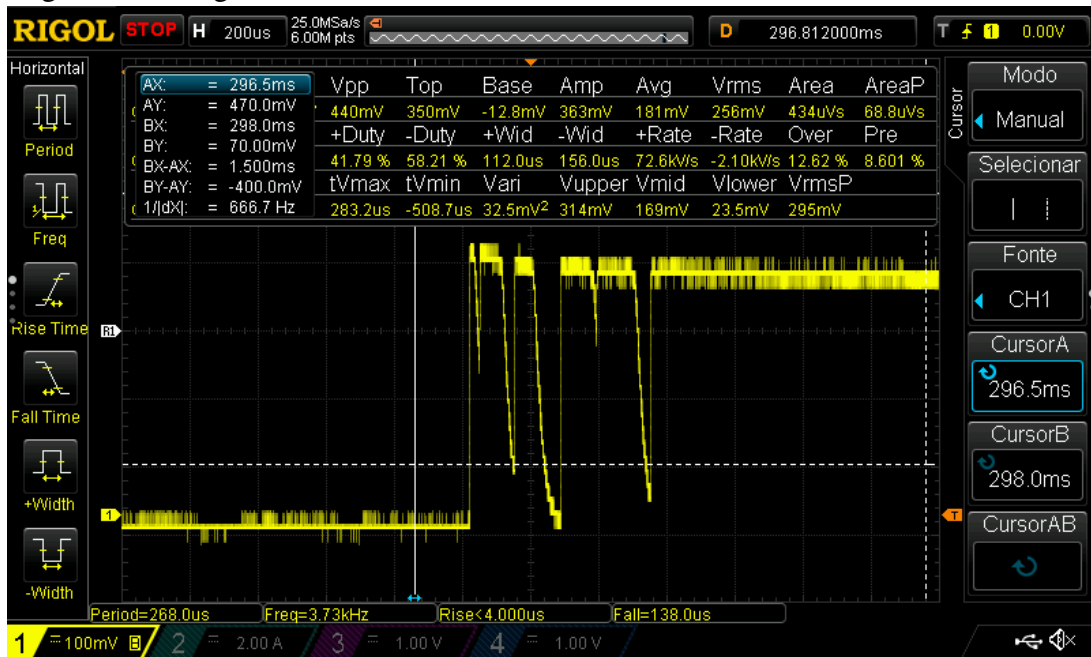 RIGOL STOP H 200us 25.0MSa/s 6.00M pts D 296.812000ms T 1 0.00V
Horizontal
Period
Freq
Rise Time
Fall Time
+Width
-Width
AX: = 296.5ms
AY: = 470.0mV
BX: = 298.0ms
BY: = 70.00mV
BX-AX: = 1.500ms
BY-AY: = -400.0mV
1/|dX|: = 666.7 Hz
Vpp Top Base Amp Avg Vrms Area AreaP
440mV 350mV -12.8mV 363mV 181mV 256mV 434uVs 68.8uVs
+Duty -Duty +Wid -Wid +Rate -Rate Over Pre
41.79 % 58.21 % 112.0us 156.0us 72.6kV/s -2.10kV/s 12.62 % 8.601 %
tVmax tVmin Vari Vupper Vmid Vlower VrmsP
283.2us -508.7us 32.5mV² 314mV 169mV 23.5mV 295mV
R1
1
T
Cursor
Modo
Manual
Selecionar
Fonte
CH1
CursorA
296.5ms
CursorB
298.0ms
CursorAB
Period=268.0us Freq=3.73kHz Rise<4.000us Fall=138.0us
1 100mV B 2 2.00 A 3 1.00 V 4 1.00 V